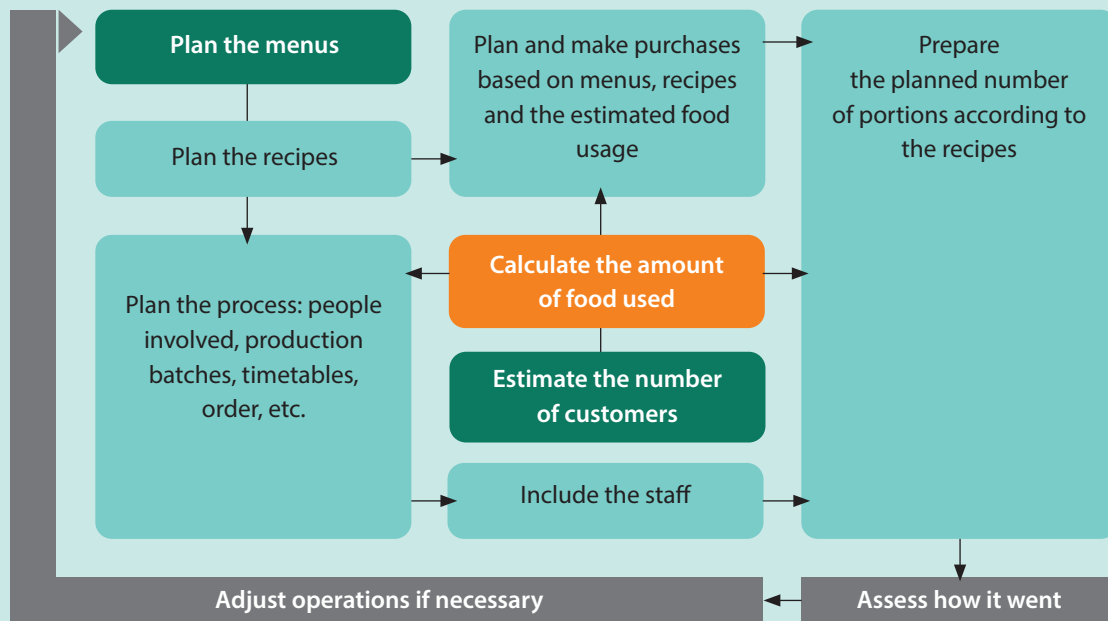 Plan the menus
Plan the recipes
Plan the process: people
involved, production
batches, timetables,
order, etc.
Plan and make purchases
based on menus, recipes
and the estimated food
usage
Calculate the amount
of food used
Estimate the number
of customers
Include the staff
Prepare
the planned number
of portions according to
the recipes
Assess how it went
Adjust operations if necessary